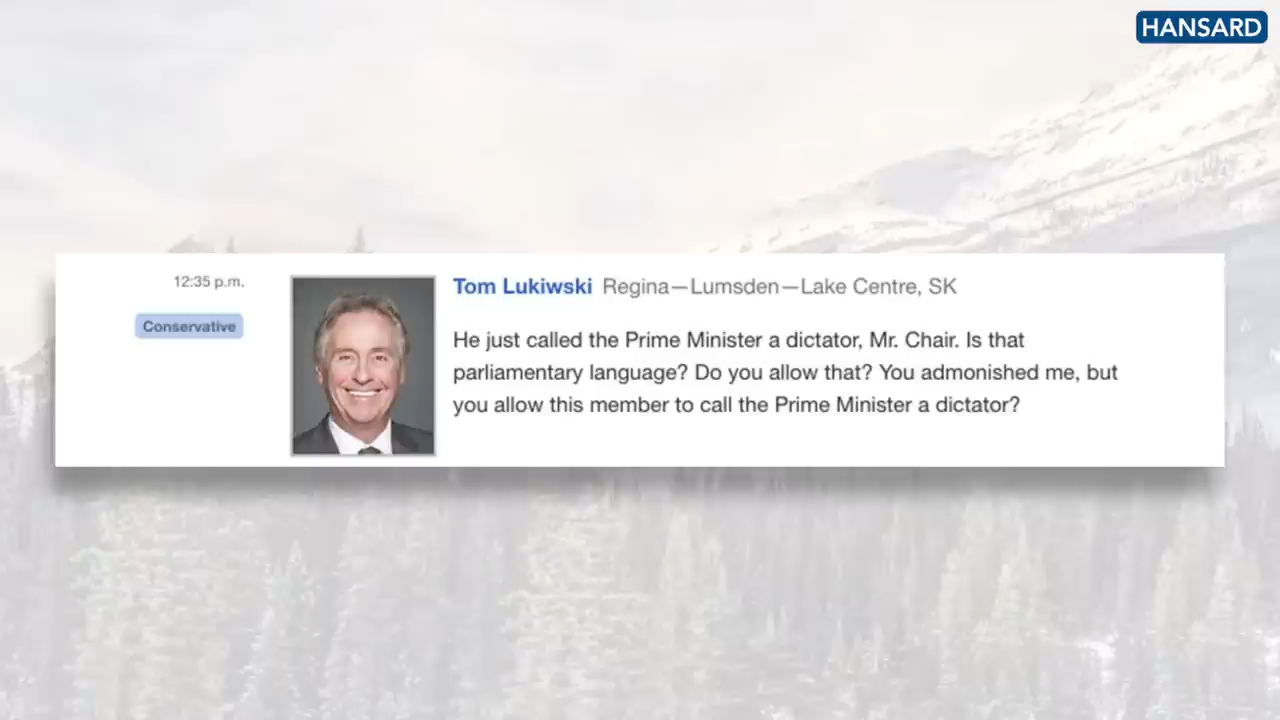 HANSARD
12:35 p.m.
Conservative
Tom Lukiwski Regina—Lumsden—Lake Centre, SK
He just called the Prime Minister a dictator, Mr. Chair. Is that
parliamentary language? Do you allow that? You admonished me, but
you allow this member to call the Prime Minister a dictator?